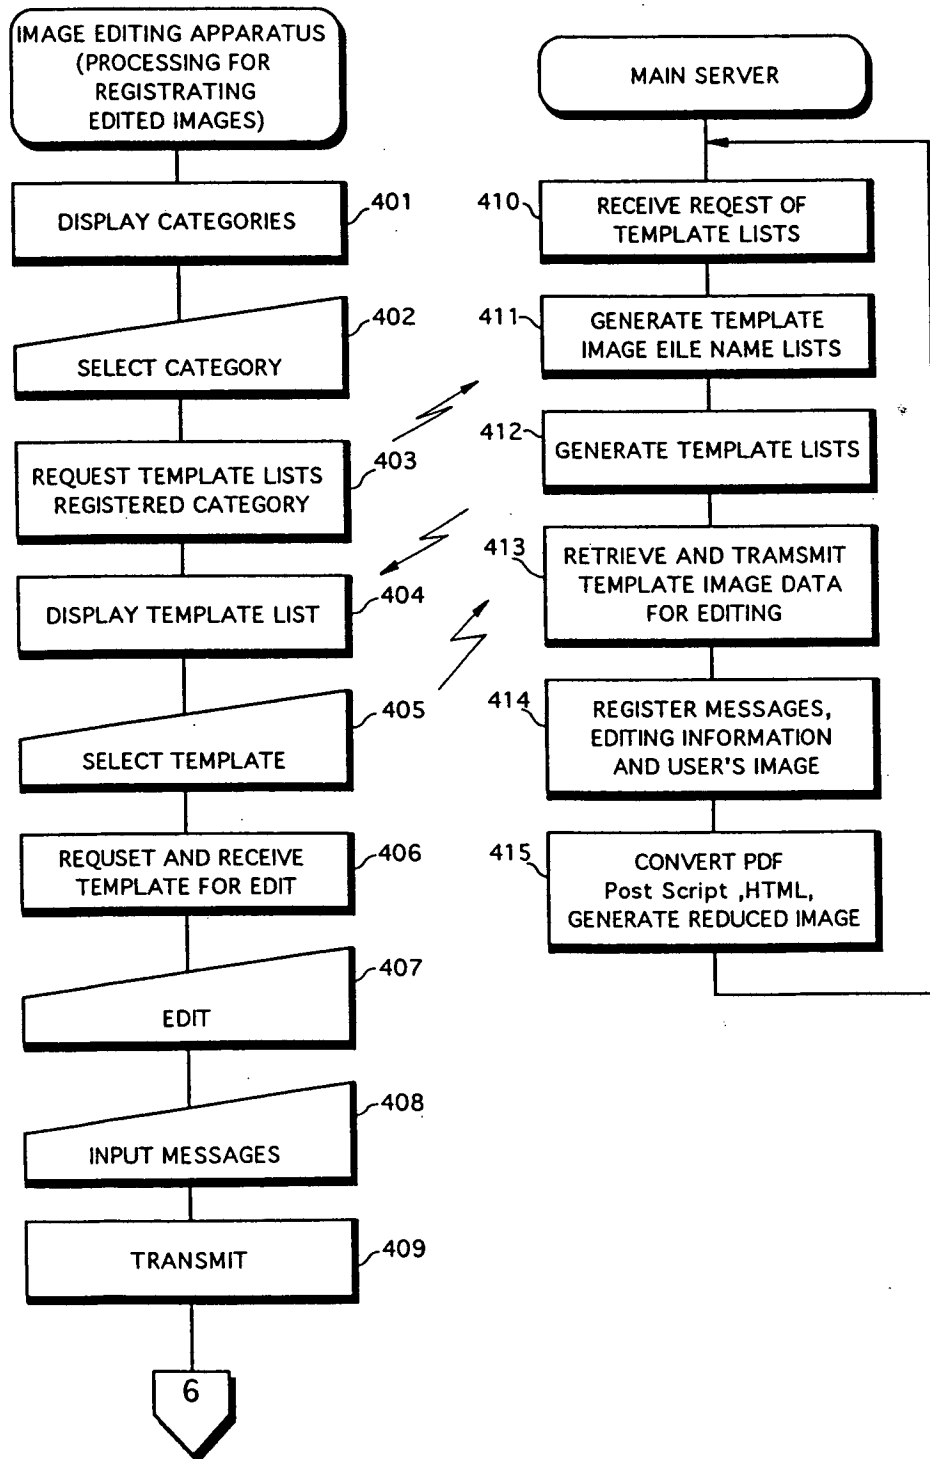 IMAGE EDITING APPARATUS
(PROCESSING FOR
REGISTRATING
EDITED IMAGES)
DISPLAY CATEGORIES
401
SELECT CATEGORY
402
REQUEST TEMPLATE LISTS
REGISTERED CATEGORY
403
DISPLAY TEMPLATE LIST
404
SELECT TEMPLATE
405
REQUSET AND RECEIVE
TEMPLATE FOR EDIT
406
EDIT
407
INPUT MESSAGES
408
TRANSMIT
409
6
MAIN SERVER
410
RECEIVE REQEST OF
TEMPLATE LISTS
411
GENERATE TEMPLATE
IMAGE EILE NAME LISTS
412
GENERATE TEMPLATE LISTS
413
RETRIEVE AND TRAMSMIT
TEMPLATE IMAGE DATA
FOR EDITING
414
REGISTER MESSAGES,
EDITING INFORMATION
AND USER'S IMAGE
415
CONVERT PDF
Post Script ,HTML,
GENERATE REDUCED IMAGE